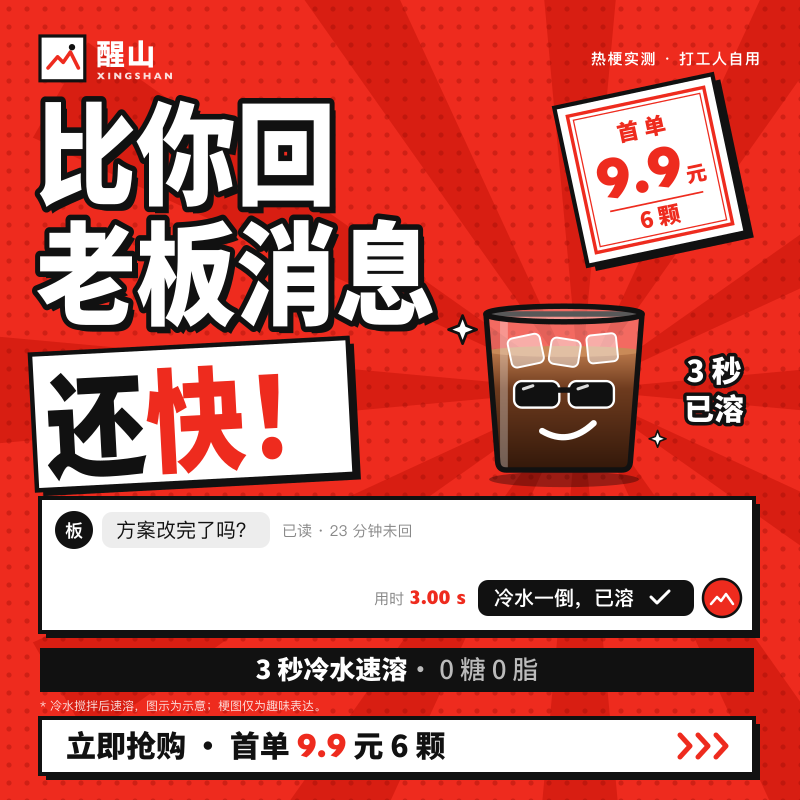 醒山
XINGSHAN
热梗实测 · 打工人自用
比你回
老板消息
还快!
首单
9.9元
6颗
3秒
已溶
板
方案改完了吗?
已读 · 23 分钟未回
用时 3.00 s
冷水一倒，已溶
3 秒冷水速溶 · 0 糖 0 脂
* 冷水搅拌后速溶，图示为示意；梗图仅为趣味表达。
立即抢购 · 首单 9.9 元 6 颗